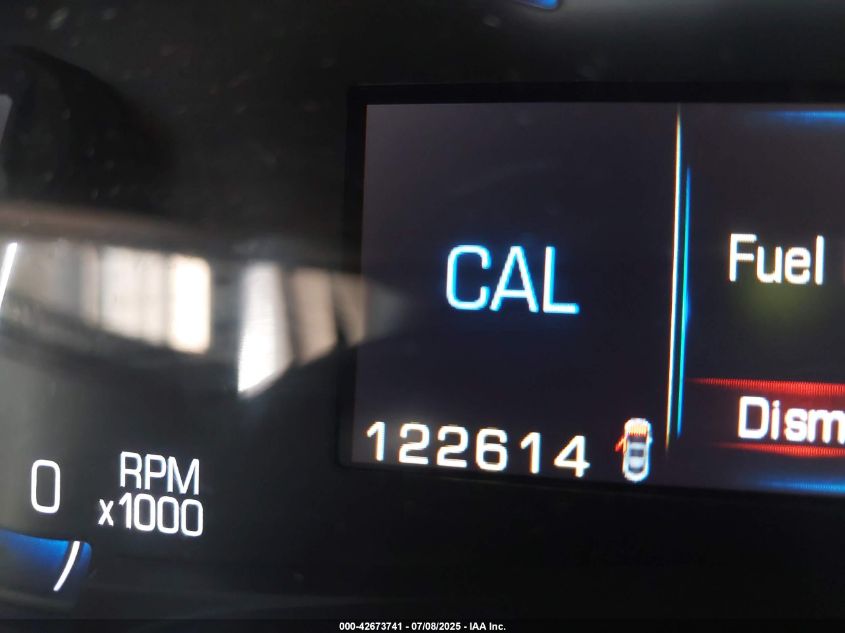 CAL
Fuel
Dism
122614
0
RPM
x1000
000-42673741 - 07/08/2025 - IAA Inc.